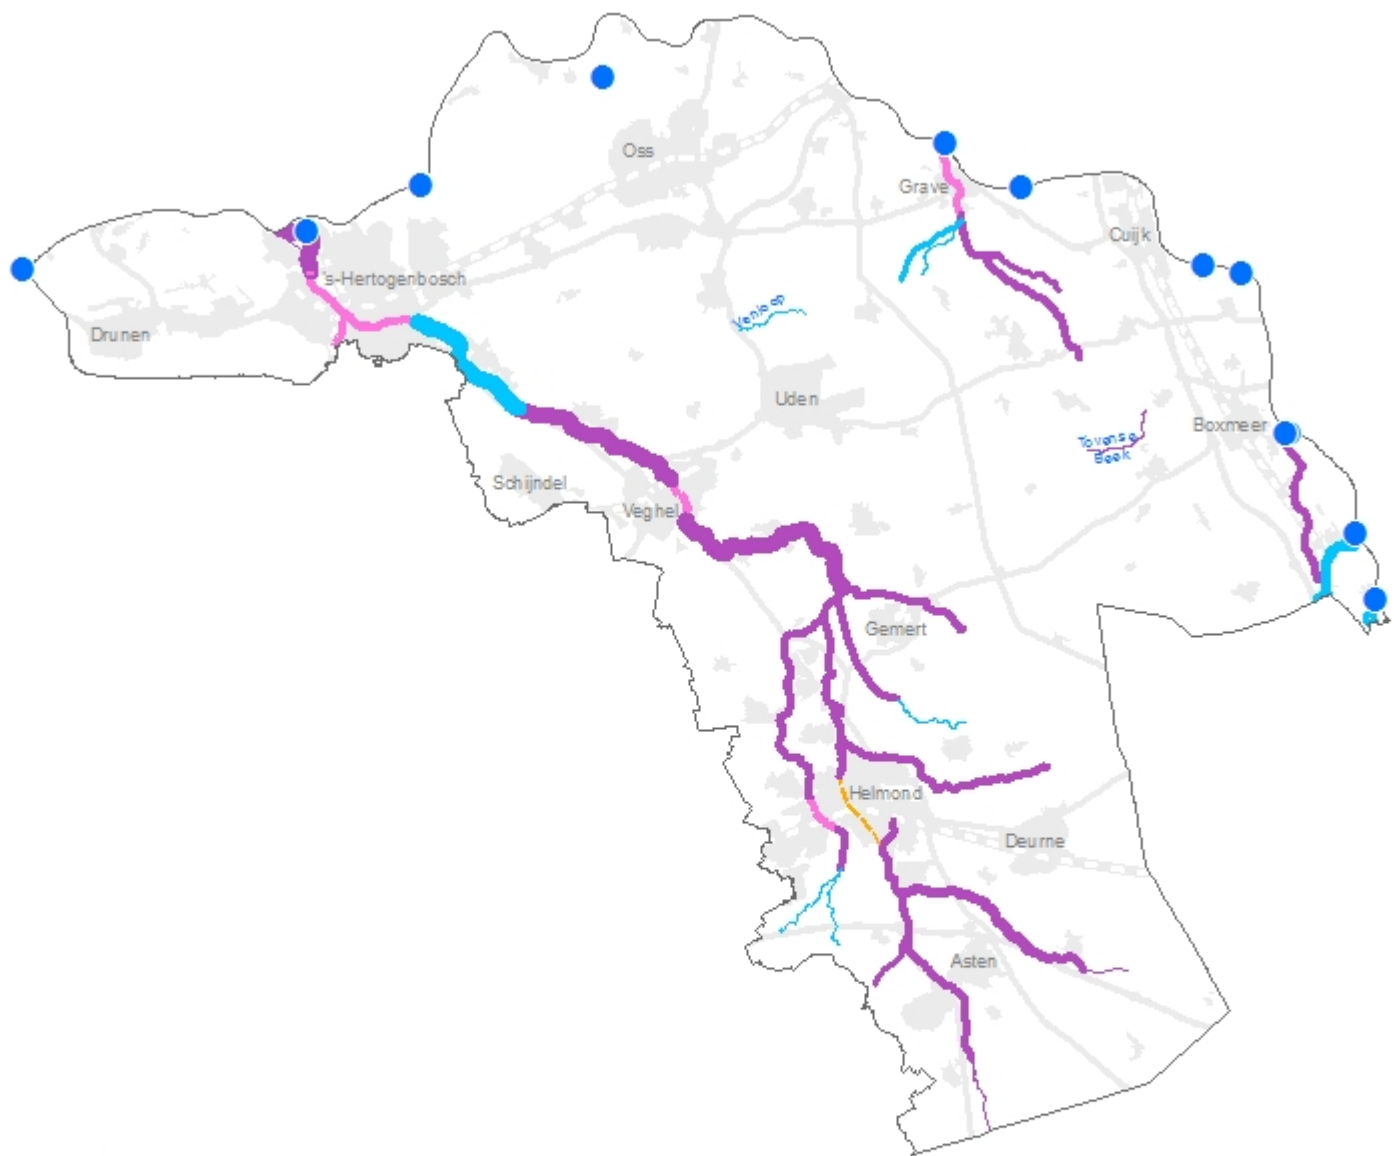 Oss
Grave
Cuijk
's-Hertogenbosch
Venloop
Drunen
Uden
Boxmeer
Tovense
Beek
Schijndel
Veghel
Gemert
Helmond
Deurne
Asten